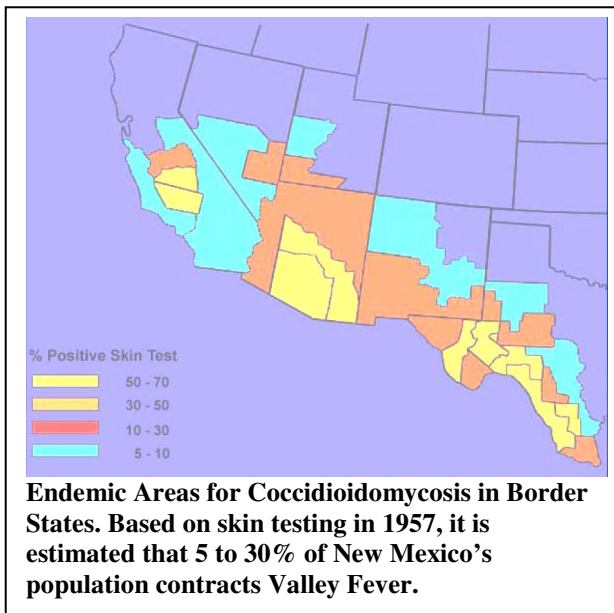 % Positive Skin Test
50 - 70
30 - 50
10 - 30
5 - 10
Endemic Areas for Coccidioidomycosis in Border
States. Based on skin testing in 1957, it is
estimated that 5 to 30% of New Mexico's
population contracts Valley Fever.